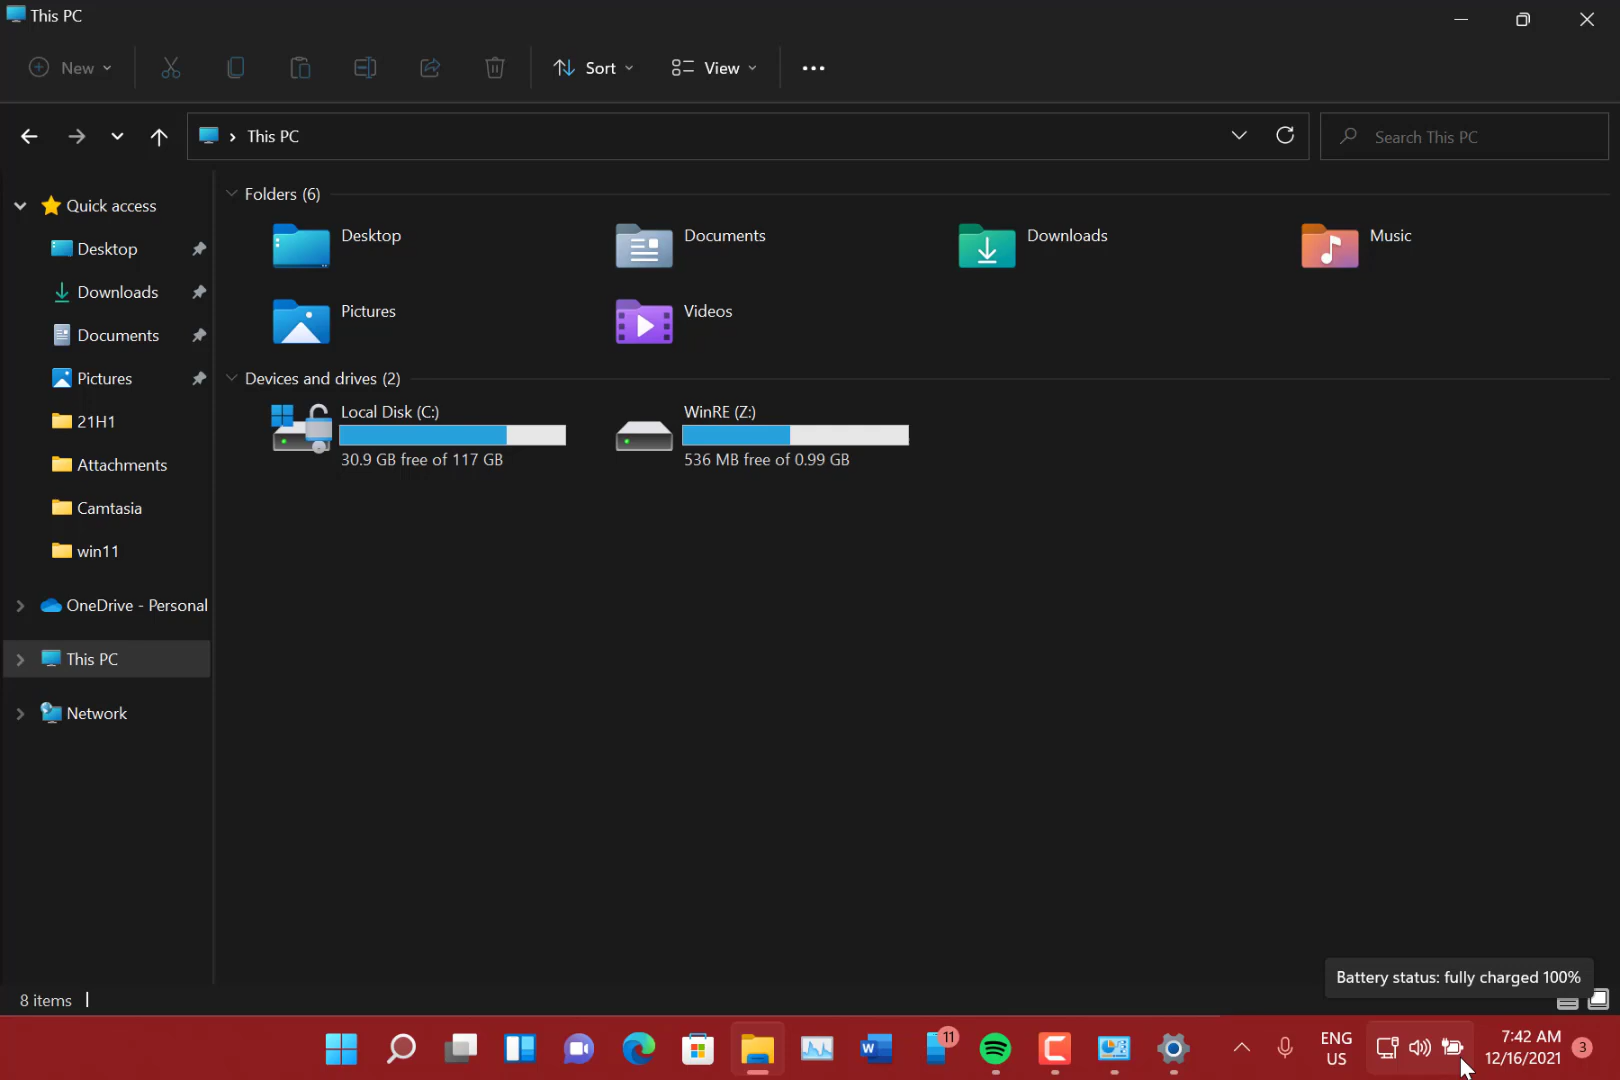 This PC
New
Sort
View
This PC
Search This PC
Quick access
Desktop
Downloads
Documents
Pictures
21H1
Attachments
Camtasia
win11
OneDrive - Personal
This PC
Network
Folders (6)
Desktop
Documents
Downloads
Music
Pictures
Videos
Devices and drives (2)
Local Disk (C:)
30.9 GB free of 117 GB
WinRE (Z:)
536 MB free of 0.99 GB
Battery status: fully charged 100%
8 items
W
11
ENG
US
7:42 AM
12/16/2021
3